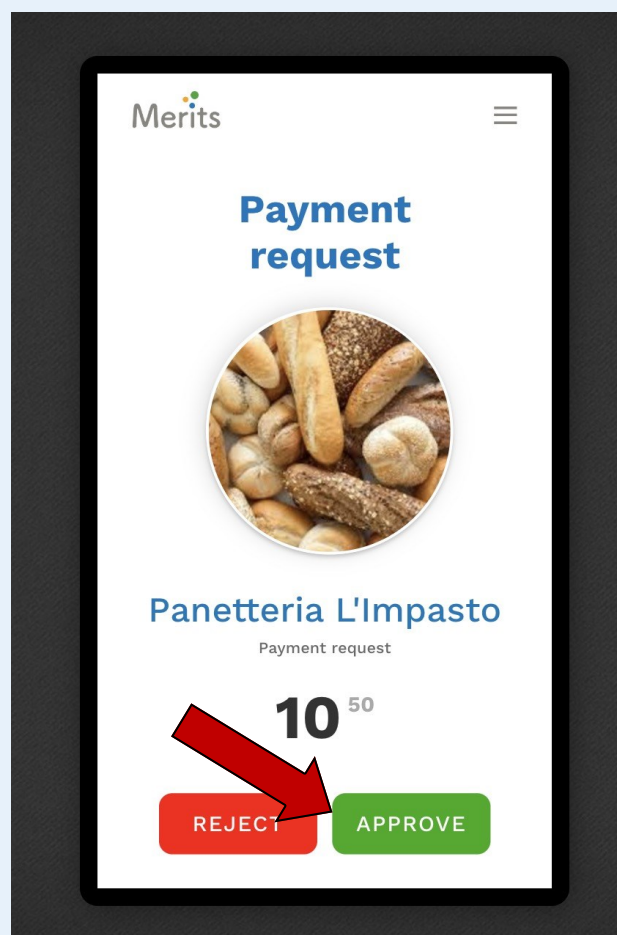 Merits
Payment
request
Panetteria L'Impasto
Payment request
10 50
REJECT APPROVE